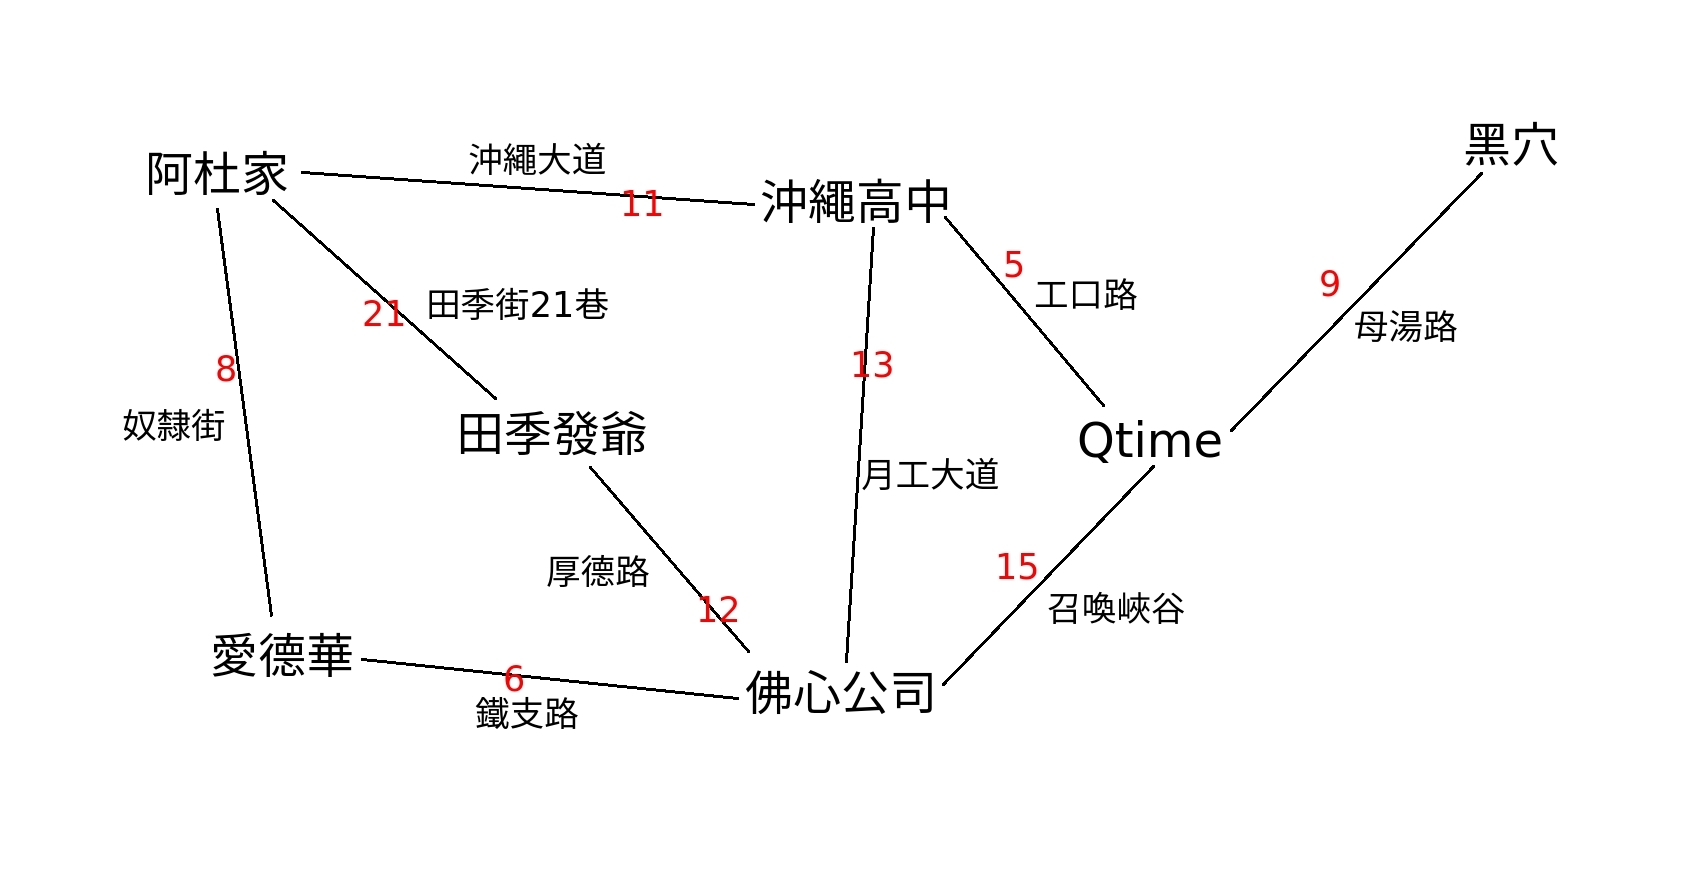 黑穴
沖繩大道
阿杜家
11
沖繩高中
5
工口路
9
母湯路
21
田季街21巷
8
13
奴隸街
田季發爺
Qtime
月工大道
厚德路
12
15
召喚峽谷
愛德華
6
鐵支路
佛心公司